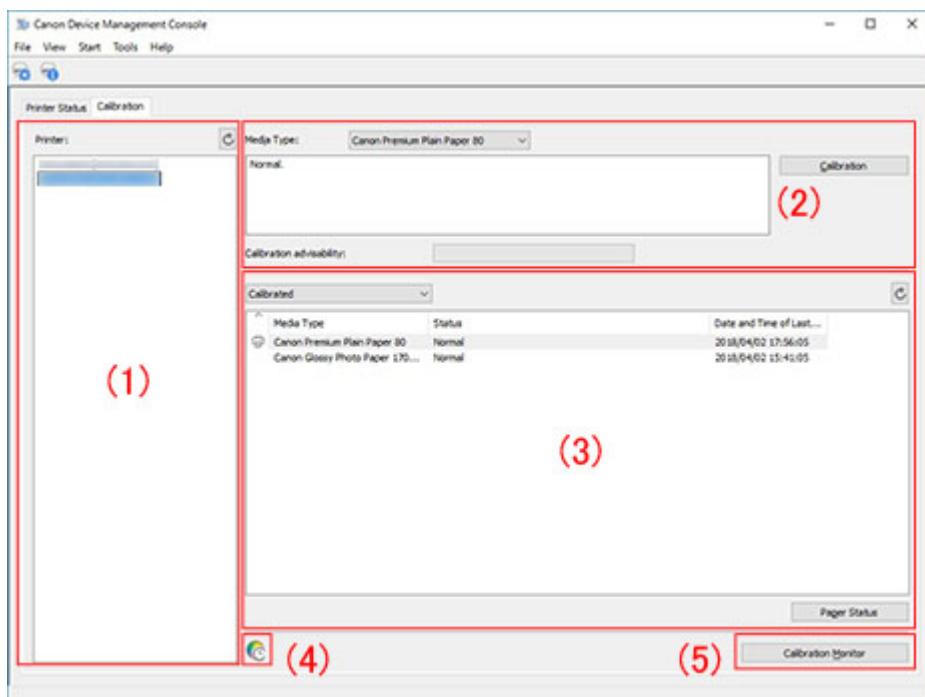 Canon Device Management Console
File View Start Tools Help
Printer Status Calibration
Printer:
Media Type: Canon Premium Plain Paper 80
Normal.
Calibration
(2)
Calibration advisability:
Calibrated
Media Type Status Date and Time of Last....
Canon Premium Plain Paper 80 Normal 2018/04/02 17:56:05
Canon Glossy Photo Paper 170... Normal 2018/04/02 15:41:05
(1)
(3)
Pager Status
(4)
(5)
Calibration Monitor